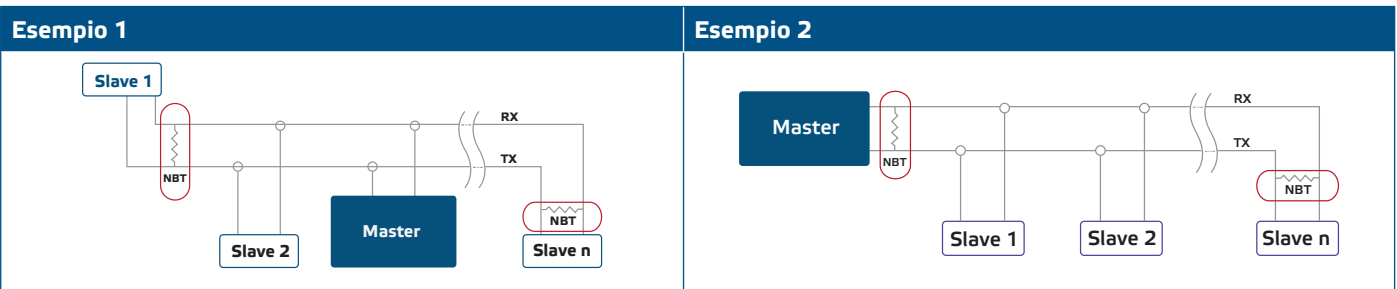 Esempio 1
Slave 1
RX
TX
NBT
NBT
Master
Slave 2
Slave n
Esempio 2
RX
Master
TX
NBT
NBT
Slave 1
Slave 2
Slave n